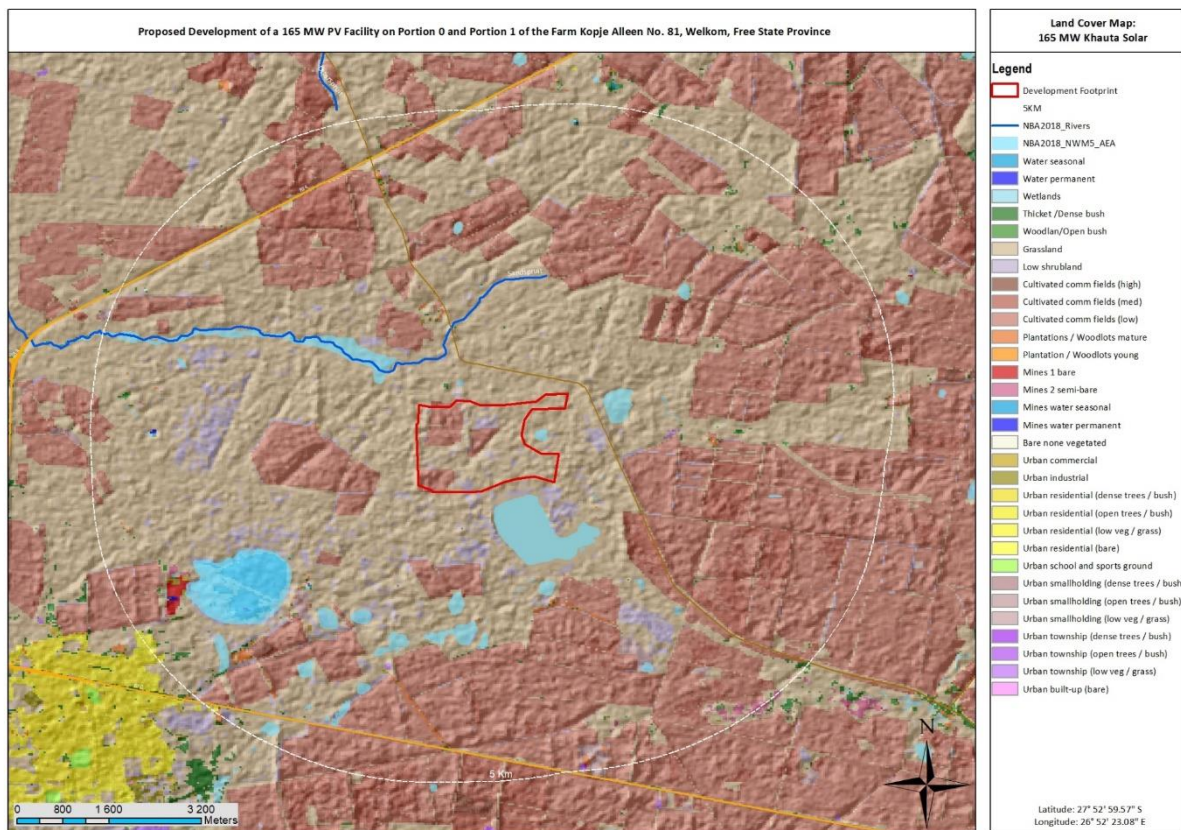 Proposed Development of a 165 MW PV Facility on Portion 0 and Portion 1 of the Farm Kopje Alleen No. 81, Welkom, Free State Province
Land Cover Map:
165 MW Khauta Solar
Legend
Development Footprint
5KM
NBA2018_Rivers
NBA2018_NWM5_AEA
Water seasonal
Water permanent
Wetlands
Thicket /Dense bush
Woodlan/Open bush
Grassland
Low shrubland
Cultivated comm fields (high)
Cultivated comm fields (med)
Cultivated comm fields (low)
Plantations / Woodlots mature
Plantation / Woodlots young
Mines 1 bare
Mines 2 semi-bare
Mines water seasonal
Mines water permanent
Bare none vegetated
Urban commercial
Urban industrial
Urban residential (dense trees / bush)
Urban residential (open trees / bush)
Urban residential (low veg / grass)
Urban residential (bare)
Urban school and sports ground
Urban smallholding (dense trees / bush
Urban smallholding (open trees / bush)
Urban smallholding (low veg / grass)
Urban township (dense trees / bush)
Urban township (open trees / bush)
Urban township (low veg / grass)
Urban built-up (bare)
N
5 Km
0 800 1 600 3 200
Meters
Latitude: 27° 52' 59.57" S
Longitude: 26° 52' 23.08" E